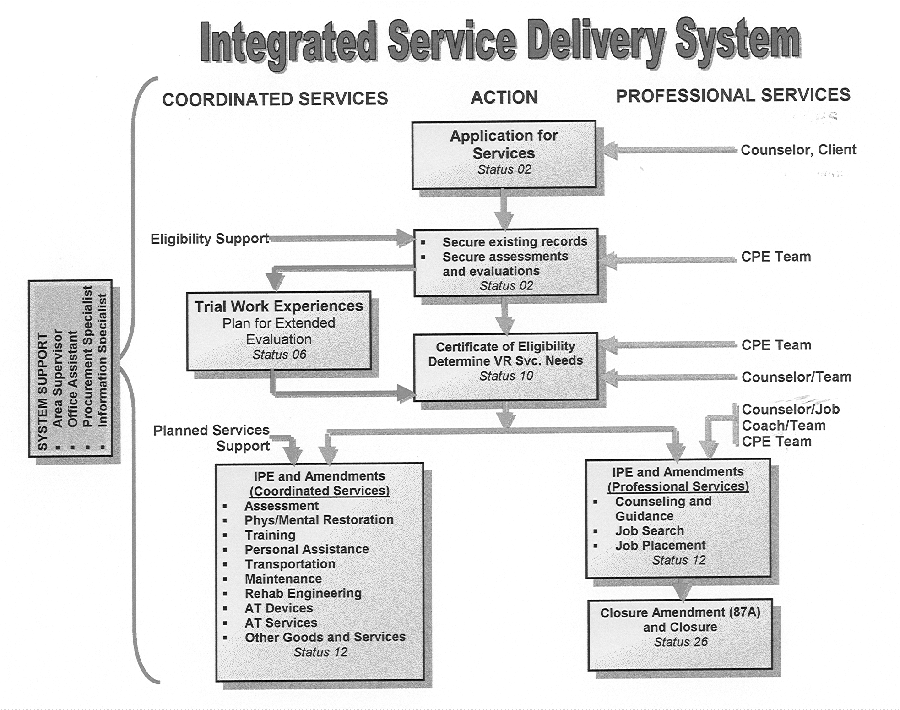 Integrated Service Delivery System
COORDINATED SERVICES
ACTION
PROFESSIONAL SERVICES
Application for
Services
Status 02
Counselor, Client
Eligibility Support
▪ Secure existing records
▪ Secure assessments
and evaluations
Status 02
CPE Team
Trial Work Experiences
Plan for Extended
Evaluation
Status 06
Certificate of Eligibility
Determine VR Svc. Needs
Status 10
CPE Team
Counselor/Team
SYSTEM SUPPORT
▪ Area Supervisor
▪ Office Assistant
▪ Procurement Specialist
▪ Information Specialist
Planned Services
Support
Counselor/Job
Coach/Team
CPE Team
IPE and Amendments
(Coordinated Services)
▪ Assessment
▪ Phys/Mental Restoration
▪ Training
▪ Personal Assistance
▪ Transportation
▪ Maintenance
▪ Rehab Engineering
▪ AT Devices
▪ AT Services
▪ Other Goods and Services
Status 12
IPE and Amendments
(Professional Services)
▪ Counseling and
Guidance
▪ Job Search
▪ Job Placement
Status 12
Closure Amendment (87A)
and Closure
Status 26